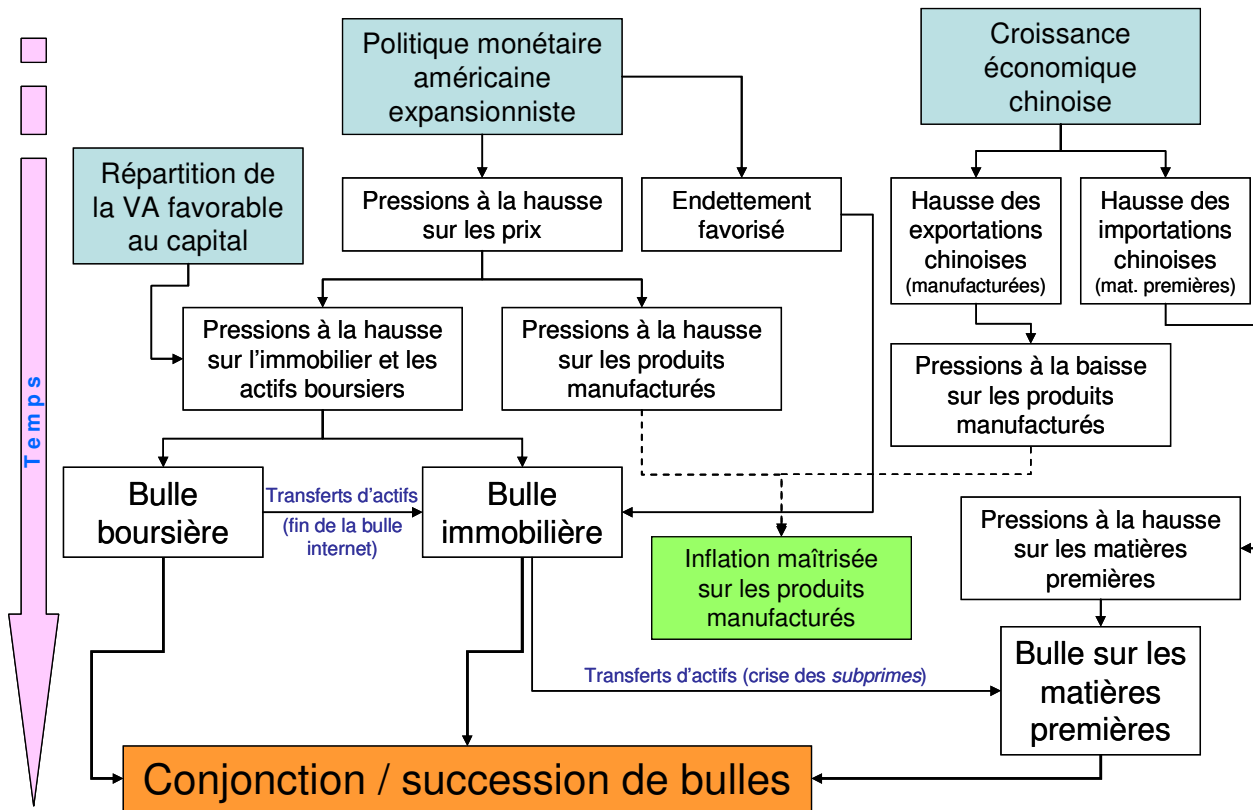 Politique monétaire
américaine
expansionniste
Croissance
économique
chinoise
Répartition de
la VA favorable
au capital
Pressions à la hausse
sur les prix
Endettement
favorisé
Hausse des
exportations
chinoises
(manufacturées)
Hausse des
importations
chinoises
(mat. premières)
Pressions à la hausse
sur l'immobilier et les
actifs boursiers
Pressions à la hausse
sur les produits
manufacturés
Pressions à la baisse
sur les produits
manufacturés
Temps
Bulle
boursière
Transferts d'actifs
(fin de la bulle
internet)
Bulle
immobilière
Inflation maîtrisée
sur les produits
manufacturés
Pressions à la hausse
sur les matières
premières
Transferts d'actifs (crise des subprimes)
Bulle sur les
matières
premières
Conjonction / succession de bulles